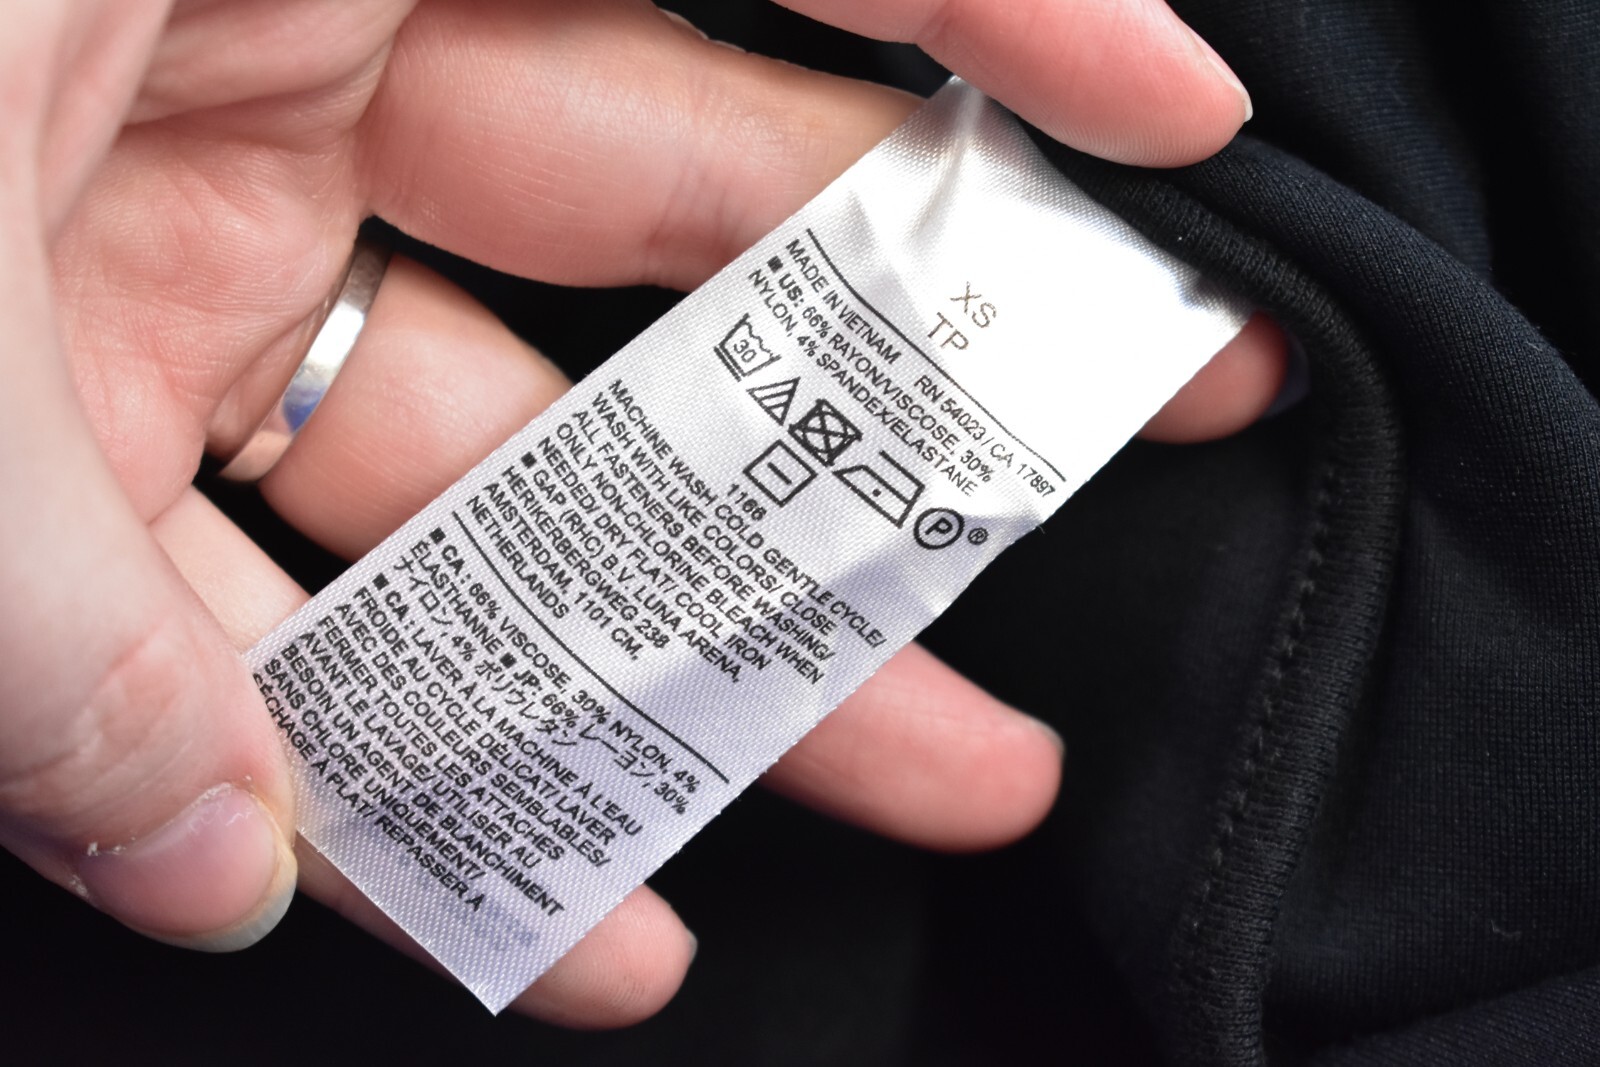 XS
TP
MADE IN VIETNAM RN 54023 / CA 17897
■ US: 66% RAYON/VISCOSE, 30%
NYLON, 4% SPANDEX/ELASTANE
30
P ®
1166
MACHINE WASH COLD GENTLE CYCLE/
WASH WITH LIKE COLORS/ CLOSE
ALL FASTENERS BEFORE WASHING/
ONLY NON-CHLORINE BLEACH WHEN
NEEDED/ DRY FLAT/ COOL IRON
■ GAP (RHC) B.V. LUNA ARENA,
HERIKERBERGWEG 238
AMSTERDAM, 1101 CM,
NETHERLANDS
■ CA : 66% VISCOSE, 30% NYLON, 4%
ÉLASTHANNE ■ JP: 66% レーヨン, 30%
ナイロン, 4% ポリウレタン
■ CA : LAVER À LA MACHINE À L'EAU
FROIDE AU CYCLE DÉLICAT/ LAVER
AVEC DES COULEURS SEMBLABLES/
FERMER TOUTES LES ATTACHES
AVANT LE LAVAGE/ UTILISER AU
BESOIN UN AGENT DE BLANCHIMENT
SANS CHLORE UNIQUEMENT/
SÉCHAGE À PLAT/ REPASSER À